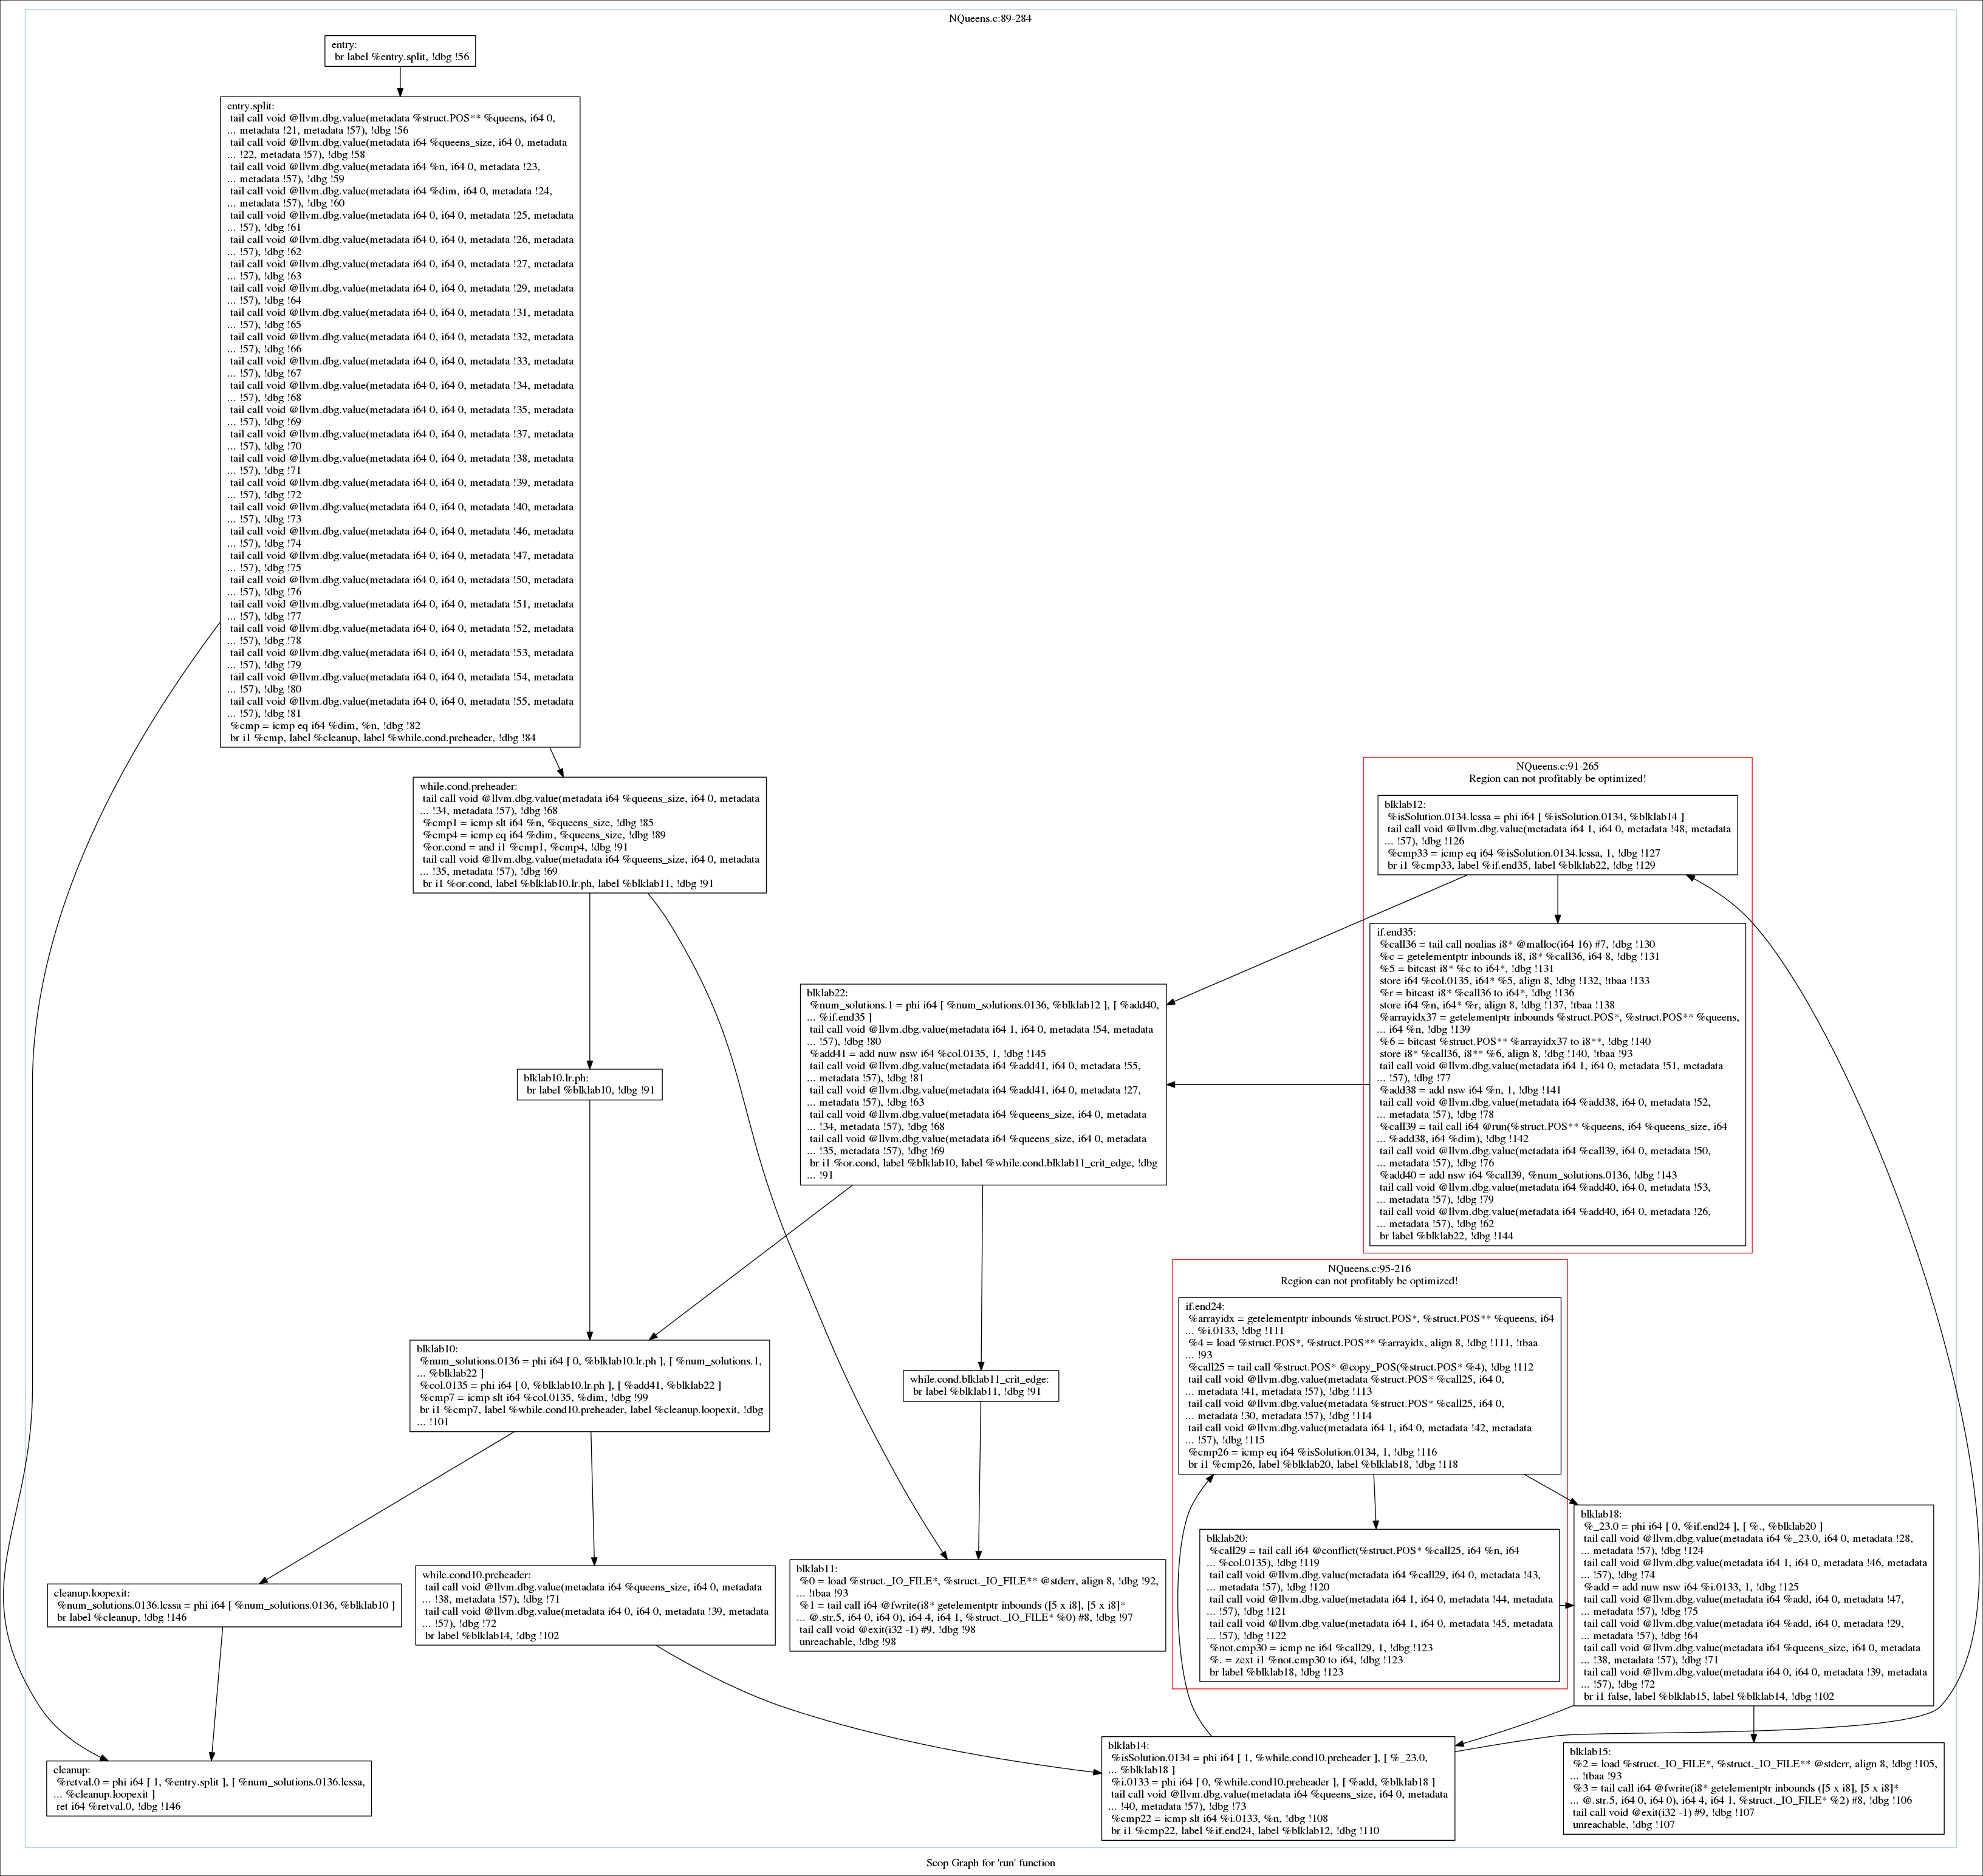 NQueens.c:89-284
entry:
br label %entry.split, !dbg !56
entry.split:
tail call void @llvm.dbg.value(metadata %struct.POS** %queens, i64 0,
... metadata !21, metadata !57), !dbg !56
tail call void @llvm.dbg.value(metadata i64 %queens_size, i64 0, metadata
... !22, metadata !57), !dbg !58
tail call void @llvm.dbg.value(metadata i64 %n, i64 0, metadata !23,
... metadata !57), !dbg !59
tail call void @llvm.dbg.value(metadata i64 %dim, i64 0, metadata !24,
... metadata !57), !dbg !60
tail call void @llvm.dbg.value(metadata i64 0, i64 0, metadata !25, metadata
... !57), !dbg !61
tail call void @llvm.dbg.value(metadata i64 0, i64 0, metadata !26, metadata
... !57), !dbg !62
tail call void @llvm.dbg.value(metadata i64 0, i64 0, metadata !27, metadata
... !57), !dbg !63
tail call void @llvm.dbg.value(metadata i64 0, i64 0, metadata !29, metadata
... !57), !dbg !64
tail call void @llvm.dbg.value(metadata i64 0, i64 0, metadata !31, metadata
... !57), !dbg !65
tail call void @llvm.dbg.value(metadata i64 0, i64 0, metadata !32, metadata
... !57), !dbg !66
tail call void @llvm.dbg.value(metadata i64 0, i64 0, metadata !33, metadata
... !57), !dbg !67
tail call void @llvm.dbg.value(metadata i64 0, i64 0, metadata !34, metadata
... !57), !dbg !68
tail call void @llvm.dbg.value(metadata i64 0, i64 0, metadata !35, metadata
... !57), !dbg !69
tail call void @llvm.dbg.value(metadata i64 0, i64 0, metadata !37, metadata
... !57), !dbg !70
tail call void @llvm.dbg.value(metadata i64 0, i64 0, metadata !38, metadata
... !57), !dbg !71
tail call void @llvm.dbg.value(metadata i64 0, i64 0, metadata !39, metadata
... !57), !dbg !72
tail call void @llvm.dbg.value(metadata i64 0, i64 0, metadata !40, metadata
... !57), !dbg !73
tail call void @llvm.dbg.value(metadata i64 0, i64 0, metadata !46, metadata
... !57), !dbg !74
tail call void @llvm.dbg.value(metadata i64 0, i64 0, metadata !47, metadata
... !57), !dbg !75
tail call void @llvm.dbg.value(metadata i64 0, i64 0, metadata !50, metadata
... !57), !dbg !76
tail call void @llvm.dbg.value(metadata i64 0, i64 0, metadata !51, metadata
... !57), !dbg !77
tail call void @llvm.dbg.value(metadata i64 0, i64 0, metadata !52, metadata
... !57), !dbg !78
tail call void @llvm.dbg.value(metadata i64 0, i64 0, metadata !53, metadata
... !57), !dbg !79
tail call void @llvm.dbg.value(metadata i64 0, i64 0, metadata !54, metadata
... !57), !dbg !80
tail call void @llvm.dbg.value(metadata i64 0, i64 0, metadata !55, metadata
... !57), !dbg !81
%cmp = icmp eq i64 %dim, %n, !dbg !82
br i1 %cmp, label %cleanup, label %while.cond.preheader, !dbg !84
while.cond.preheader:
tail call void @llvm.dbg.value(metadata i64 %queens_size, i64 0, metadata
... !34, metadata !57), !dbg !68
%cmp1 = icmp slt i64 %n, %queens_size, !dbg !85
%cmp4 = icmp eq i64 %dim, %queens_size, !dbg !89
%or.cond = and i1 %cmp1, %cmp4, !dbg !91
tail call void @llvm.dbg.value(metadata i64 %queens_size, i64 0, metadata
... !35, metadata !57), !dbg !69
br i1 %or.cond, label %blklab10.lr.ph, label %blklab11, !dbg !91
NQueens.c:91-265
Region can not profitably be optimized!
blklab12:
%isSolution.0134.lcssa = phi i64 [ %isSolution.0134, %blklab14 ]
tail call void @llvm.dbg.value(metadata i64 1, i64 0, metadata !48, metadata
... !57), !dbg !126
%cmp33 = icmp eq i64 %isSolution.0134.lcssa, 1, !dbg !127
br i1 %cmp33, label %if.end35, label %blklab22, !dbg !129
if.end35:
%call36 = tail call noalias i8* @malloc(i64 16) #7, !dbg !130
%c = getelementptr inbounds i8, i8* %call36, i64 8, !dbg !131
%5 = bitcast i8* %c to i64*, !dbg !131
store i64 %col.0135, i64* %5, align 8, !dbg !132, !tbaa !133
%r = bitcast i8* %call36 to i64*, !dbg !136
store i64 %n, i64* %r, align 8, !dbg !137, !tbaa !138
%arrayidx37 = getelementptr inbounds %struct.POS*, %struct.POS** %queens,
... i64 %n, !dbg !139
%6 = bitcast %struct.POS** %arrayidx37 to i8**, !dbg !140
store i8* %call36, i8** %6, align 8, !dbg !140, !tbaa !93
tail call void @llvm.dbg.value(metadata i64 1, i64 0, metadata !51, metadata
... !57), !dbg !77
%add38 = add nsw i64 %n, 1, !dbg !141
tail call void @llvm.dbg.value(metadata i64 %add38, i64 0, metadata !52,
... metadata !57), !dbg !78
%call39 = tail call i64 @run(%struct.POS** %queens, i64 %queens_size, i64
... %add38, i64 %dim), !dbg !142
tail call void @llvm.dbg.value(metadata i64 %call39, i64 0, metadata !50,
... metadata !57), !dbg !76
%add40 = add nsw i64 %call39, %num_solutions.0136, !dbg !143
tail call void @llvm.dbg.value(metadata i64 %add40, i64 0, metadata !53,
... metadata !57), !dbg !79
tail call void @llvm.dbg.value(metadata i64 %add40, i64 0, metadata !26,
... metadata !57), !dbg !62
br label %blklab22, !dbg !144
blklab22:
%num_solutions.1 = phi i64 [ %num_solutions.0136, %blklab12 ], [ %add40,
... %if.end35 ]
tail call void @llvm.dbg.value(metadata i64 1, i64 0, metadata !54, metadata
... !57), !dbg !80
%add41 = add nuw nsw i64 %col.0135, 1, !dbg !145
tail call void @llvm.dbg.value(metadata i64 %add41, i64 0, metadata !55,
... metadata !57), !dbg !81
tail call void @llvm.dbg.value(metadata i64 %add41, i64 0, metadata !27,
... metadata !57), !dbg !63
tail call void @llvm.dbg.value(metadata i64 %queens_size, i64 0, metadata
... !34, metadata !57), !dbg !68
tail call void @llvm.dbg.value(metadata i64 %queens_size, i64 0, metadata
... !35, metadata !57), !dbg !69
br i1 %or.cond, label %blklab10, label %while.cond.blklab11_crit_edge, !dbg
... !91
blklab10.lr.ph:
br label %blklab10, !dbg !91
NQueens.c:95-216
Region can not profitably be optimized!
if.end24:
%arrayidx = getelementptr inbounds %struct.POS*, %struct.POS** %queens, i64
... %i.0133, !dbg !111
%4 = load %struct.POS*, %struct.POS** %arrayidx, align 8, !dbg !111, !tbaa
... !93
%call25 = tail call %struct.POS* @copy_POS(%struct.POS* %4), !dbg !112
tail call void @llvm.dbg.value(metadata %struct.POS* %call25, i64 0,
... metadata !41, metadata !57), !dbg !113
tail call void @llvm.dbg.value(metadata %struct.POS* %call25, i64 0,
... metadata !30, metadata !57), !dbg !114
tail call void @llvm.dbg.value(metadata i64 1, i64 0, metadata !42, metadata
... !57), !dbg !115
%cmp26 = icmp eq i64 %isSolution.0134, 1, !dbg !116
br i1 %cmp26, label %blklab20, label %blklab18, !dbg !118
blklab10:
%num_solutions.0136 = phi i64 [ 0, %blklab10.lr.ph ], [ %num_solutions.1,
... %blklab22 ]
%col.0135 = phi i64 [ 0, %blklab10.lr.ph ], [ %add41, %blklab22 ]
%cmp7 = icmp slt i64 %col.0135, %dim, !dbg !99
br i1 %cmp7, label %while.cond10.preheader, label %cleanup.loopexit, !dbg
... !101
while.cond.blklab11_crit_edge:
br label %blklab11, !dbg !91
blklab18:
%_23.0 = phi i64 [ 0, %if.end24 ], [ %., %blklab20 ]
tail call void @llvm.dbg.value(metadata i64 %_23.0, i64 0, metadata !28,
... metadata !57), !dbg !124
tail call void @llvm.dbg.value(metadata i64 1, i64 0, metadata !46, metadata
... !57), !dbg !74
%add = add nuw nsw i64 %i.0133, 1, !dbg !125
tail call void @llvm.dbg.value(metadata i64 %add, i64 0, metadata !47,
... metadata !57), !dbg !75
tail call void @llvm.dbg.value(metadata i64 %add, i64 0, metadata !29,
... metadata !57), !dbg !64
tail call void @llvm.dbg.value(metadata i64 %queens_size, i64 0, metadata
... !38, metadata !57), !dbg !71
tail call void @llvm.dbg.value(metadata i64 0, i64 0, metadata !39, metadata
... !57), !dbg !72
br i1 false, label %blklab15, label %blklab14, !dbg !102
blklab20:
%call29 = tail call i64 @conflict(%struct.POS* %call25, i64 %n, i64
... %col.0135), !dbg !119
tail call void @llvm.dbg.value(metadata i64 %call29, i64 0, metadata !43,
... metadata !57), !dbg !120
tail call void @llvm.dbg.value(metadata i64 1, i64 0, metadata !44, metadata
... !57), !dbg !121
tail call void @llvm.dbg.value(metadata i64 1, i64 0, metadata !45, metadata
... !57), !dbg !122
%not.cmp30 = icmp ne i64 %call29, 1, !dbg !123
%. = zext i1 %not.cmp30 to i64, !dbg !123
br label %blklab18, !dbg !123
cleanup.loopexit:
%num_solutions.0136.lcssa = phi i64 [ %num_solutions.0136, %blklab10 ]
br label %cleanup, !dbg !146
while.cond10.preheader:
tail call void @llvm.dbg.value(metadata i64 %queens_size, i64 0, metadata
... !38, metadata !57), !dbg !71
tail call void @llvm.dbg.value(metadata i64 0, i64 0, metadata !39, metadata
... !57), !dbg !72
br label %blklab14, !dbg !102
blklab11:
%0 = load %struct._IO_FILE*, %struct._IO_FILE** @stderr, align 8, !dbg !92,
... !tbaa !93
%1 = tail call i64 @fwrite(i8* getelementptr inbounds ([5 x i8], [5 x i8]*
... @.str.5, i64 0, i64 0), i64 4, i64 1, %struct._IO_FILE* %0) #8, !dbg !97
tail call void @exit(i32 -1) #9, !dbg !98
unreachable, !dbg !98
cleanup:
%retval.0 = phi i64 [ 1, %entry.split ], [ %num_solutions.0136.lcssa,
... %cleanup.loopexit ]
ret i64 %retval.0, !dbg !146
blklab14:
%isSolution.0134 = phi i64 [ 1, %while.cond10.preheader ], [ %_23.0,
... %blklab18 ]
%i.0133 = phi i64 [ 0, %while.cond10.preheader ], [ %add, %blklab18 ]
tail call void @llvm.dbg.value(metadata i64 %queens_size, i64 0, metadata
... !40, metadata !57), !dbg !73
%cmp22 = icmp slt i64 %i.0133, %n, !dbg !108
br i1 %cmp22, label %if.end24, label %blklab12, !dbg !110
blklab15:
%2 = load %struct._IO_FILE*, %struct._IO_FILE** @stderr, align 8, !dbg !105,
... !tbaa !93
%3 = tail call i64 @fwrite(i8* getelementptr inbounds ([5 x i8], [5 x i8]*
... @.str.5, i64 0, i64 0), i64 4, i64 1, %struct._IO_FILE* %2) #8, !dbg !106
tail call void @exit(i32 -1) #9, !dbg !107
unreachable, !dbg !107
Scop Graph for 'run' function